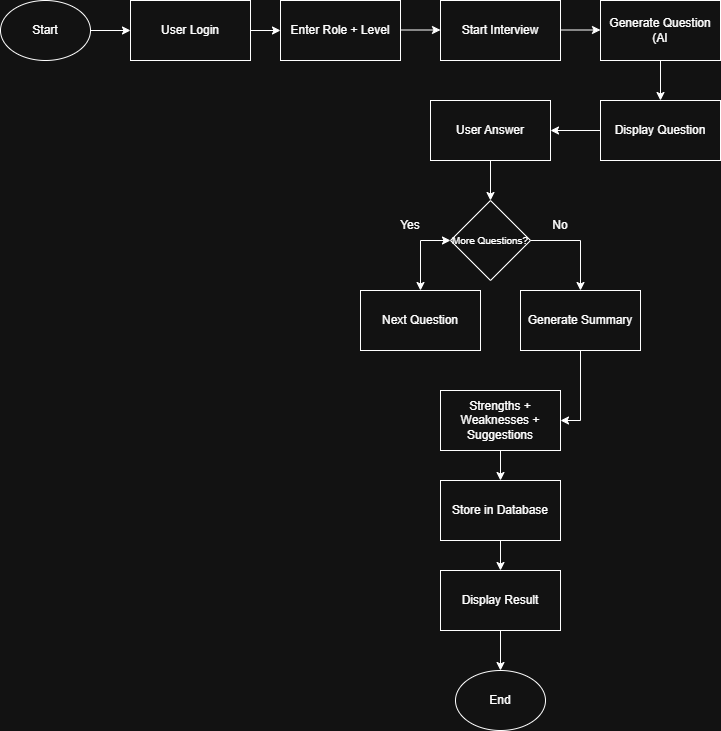 Start
User Login
Enter Role + Level
Start Interview
Generate Question
(AI
User Answer
Display Question
Yes
No
More Questions?
Next Question
Generate Summary
Strengths +
Weaknesses +
Suggestions
Store in Database
Display Result
End